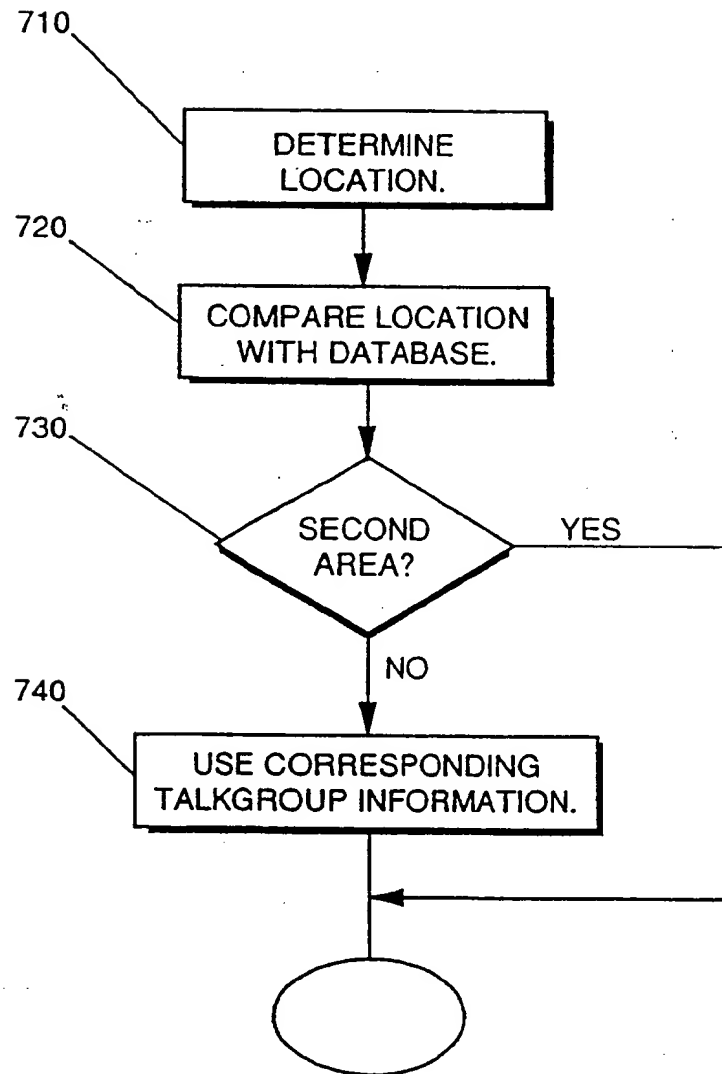 710
DETERMINE
LOCATION.
720
COMPARE LOCATION
WITH DATABASE.
730
SECOND
AREA?
YES
NO
740
USE CORRESPONDING
TALKGROUP INFORMATION.